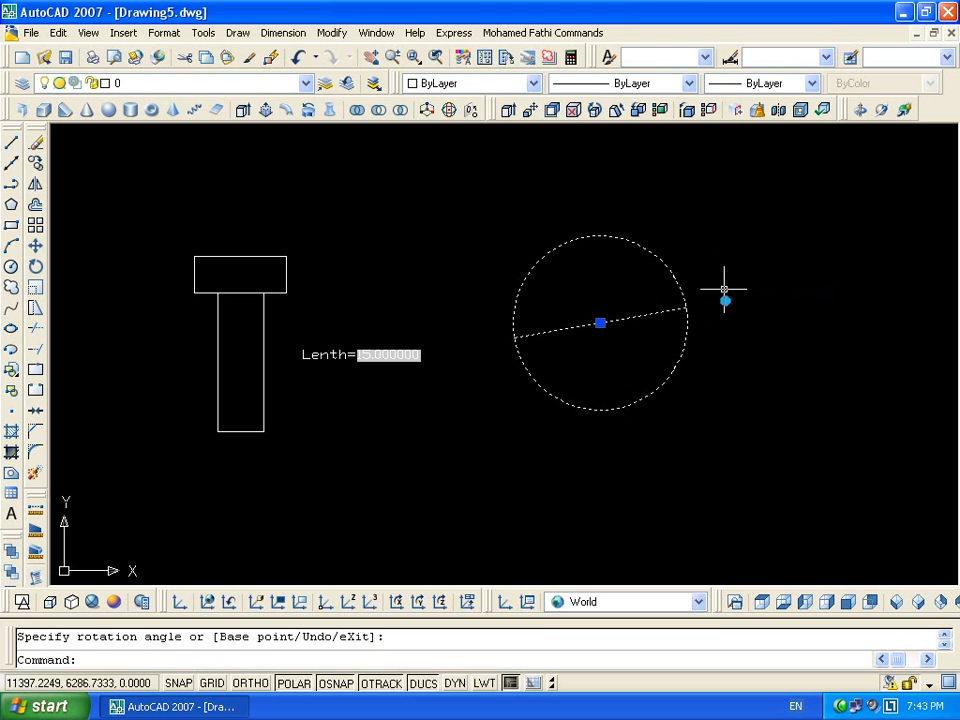 AutoCAD 2007 - [Drawing5.dwg]
File Edit View Insert Format Tools Draw Dimension Modify Window Help Express Mohamed Fathi Commands
0 ByLayer ByLayer ByLayer ByColor
Lenth=15.000000
Y
X
A
World
Specify rotation angle or [Base point/Undo/eXit]:
Command:
11397.2249, 6286.7333, 0.0000 SNAP GRID ORTHO POLAR OSNAP OTRACK DUCS DYN LWT
start AutoCAD 2007 - [Dra... EN 7:43 PM